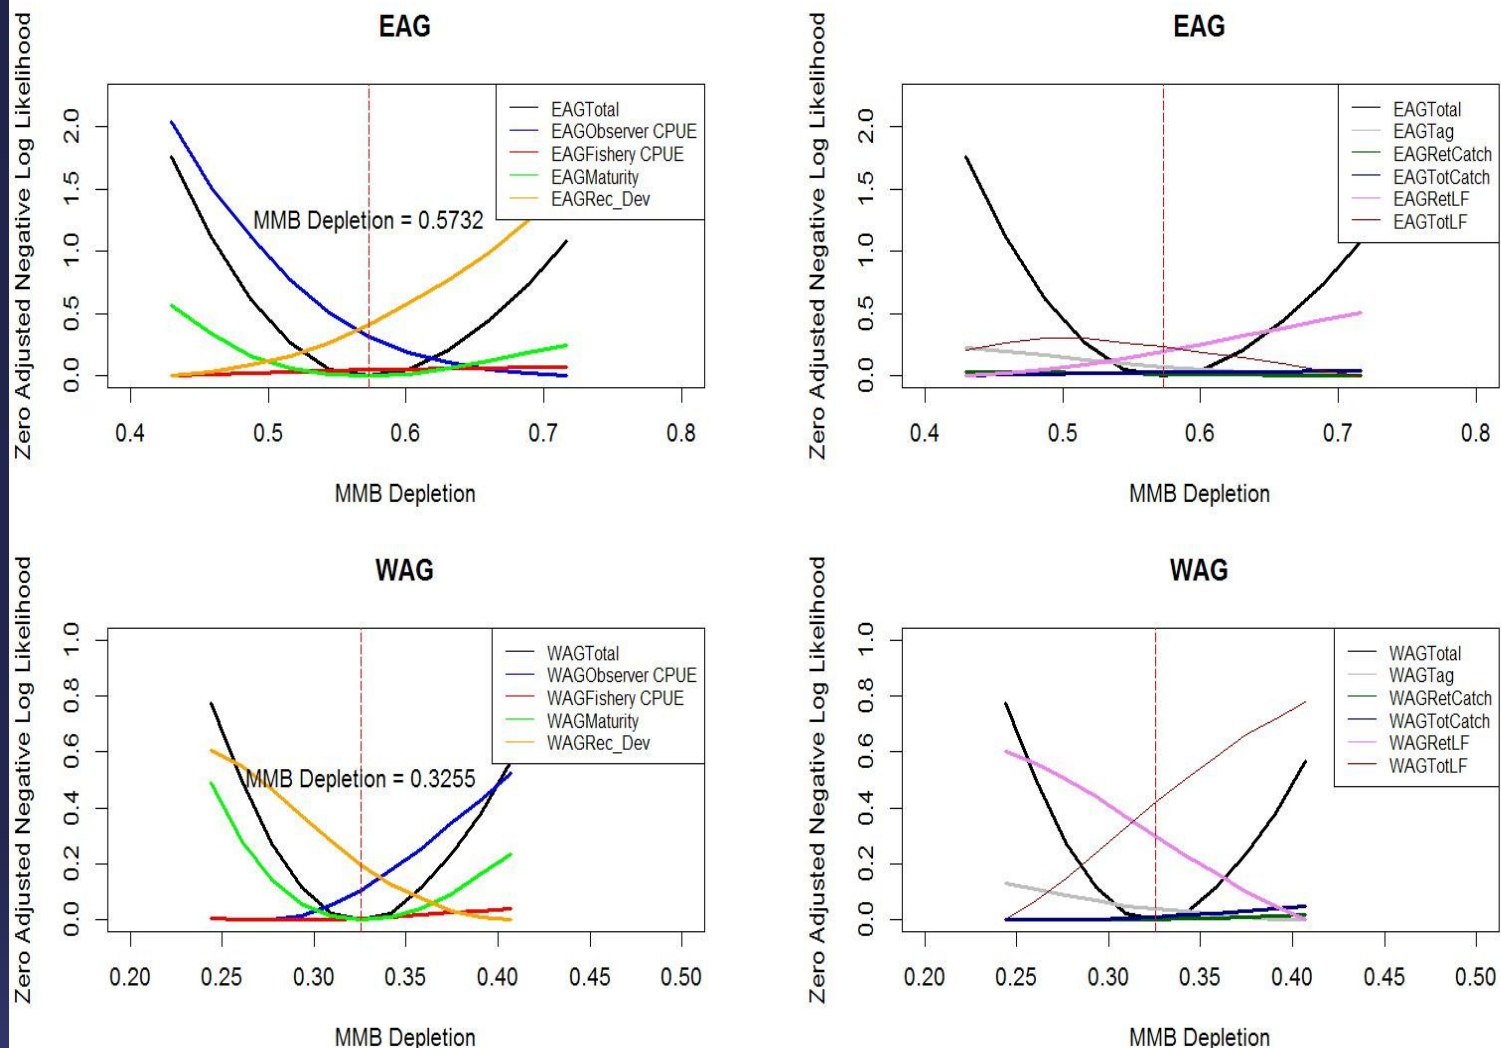 EAG
Zero Adjusted Negative Log Likelihood
2.0
1.5
1.0
0.5
0.0
EAGTotal
EAGObserver CPUE
EAGFishery CPUE
EAGMaturity
EAGRec_Dev
MMB Depletion = 0.5732
0.4 0.5 0.6 0.7 0.8
MMB Depletion
EAG
Zero Adjusted Negative Log Likelihood
2.0
1.5
1.0
0.5
0.0
EAGTotal
EAGTag
EAGRetCatch
EAGTotCatch
EAGRetLF
EAGTotLF
0.4 0.5 0.6 0.7 0.8
MMB Depletion
WAG
Zero Adjusted Negative Log Likelihood
1.0
0.8
0.6
0.4
0.2
0.0
WAGTotal
WAGObserver CPUE
WAGFishery CPUE
WAGMaturity
WAGRec_Dev
MMB Depletion = 0.3255
0.20 0.25 0.30 0.35 0.40 0.45 0.50
MMB Depletion
WAG
Zero Adjusted Negative Log Likelihood
1.0
0.8
0.6
0.4
0.2
0.0
WAGTotal
WAGTag
WAGRetCatch
WAGTotCatch
WAGRetLF
WAGTotLF
0.20 0.25 0.30 0.35 0.40 0.45 0.50
MMB Depletion